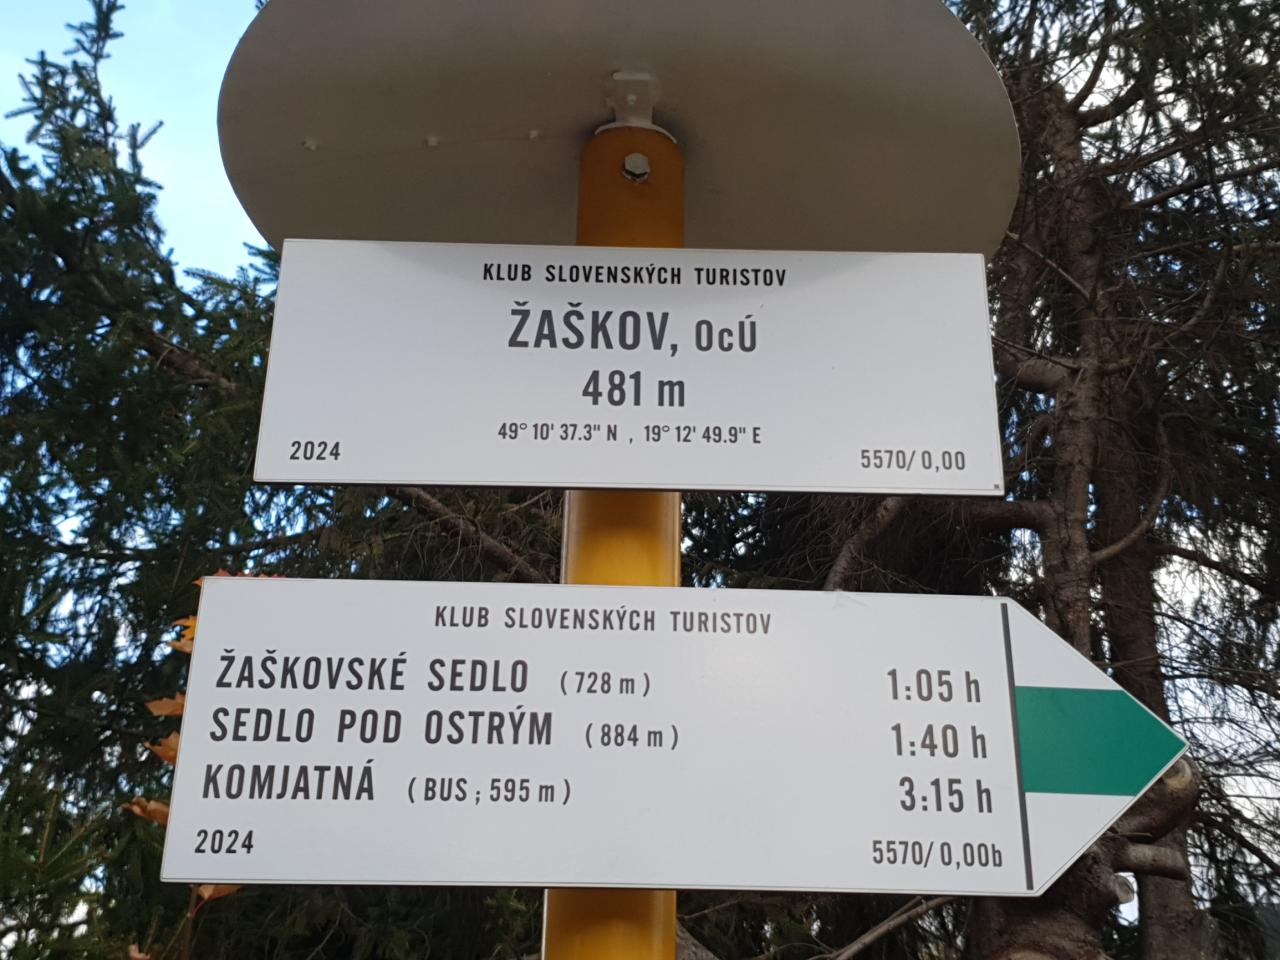 KLUB SLOVENSKÝCH TURISTOV
ŽAŠKOV, OcÚ
481 m
49° 10' 37.3" N , 19° 12' 49.9" E
2024 5570/ 0,00
KLUB SLOVENSKÝCH TURISTOV
ŽAŠKOVSKÉ SEDLO (728 m) 1:05 h
SEDLO POD OSTRÝM (884 m) 1:40 h
KOMJATNÁ (BUS ; 595 m) 3:15 h
2024 5570/ 0,00b